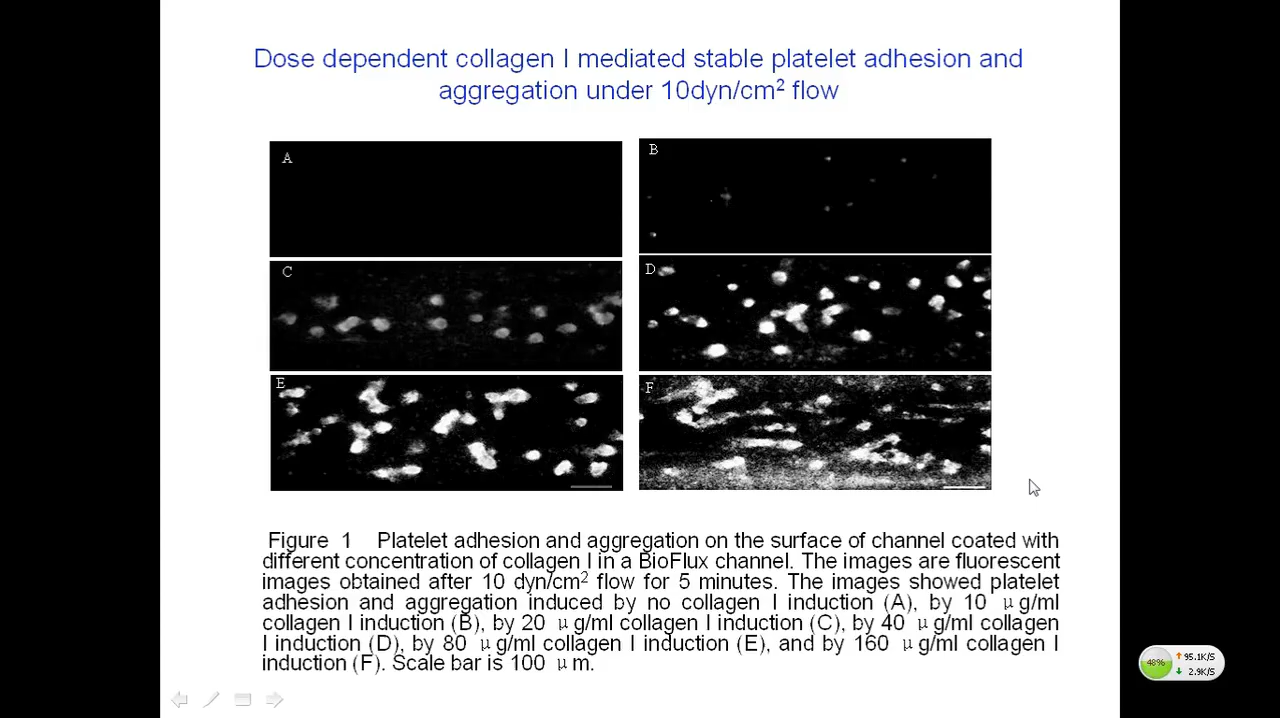 Dose dependent collagen I mediated stable platelet adhesion and
aggregation under 10dyn/cm² flow
A
B
C
D
E
F
Figure 1 Platelet adhesion and aggregation on the surface of channel coated with
different concentration of collagen I in a BioFlux channel. The images are fluorescent
images obtained after 10 dyn/cm² flow for 5 minutes. The images showed platelet
adhesion and aggregation induced by no collagen I induction (A), by 10 μg/ml
collagen I induction (B), by 20 μg/ml collagen I induction (C), by 40 μg/ml collagen
I induction (D), by 80 μg/ml collagen I induction (E), and by 160 μg/ml collagen I
induction (F). Scale bar is 100 μm.
48%
95.1K/S
2.9K/S